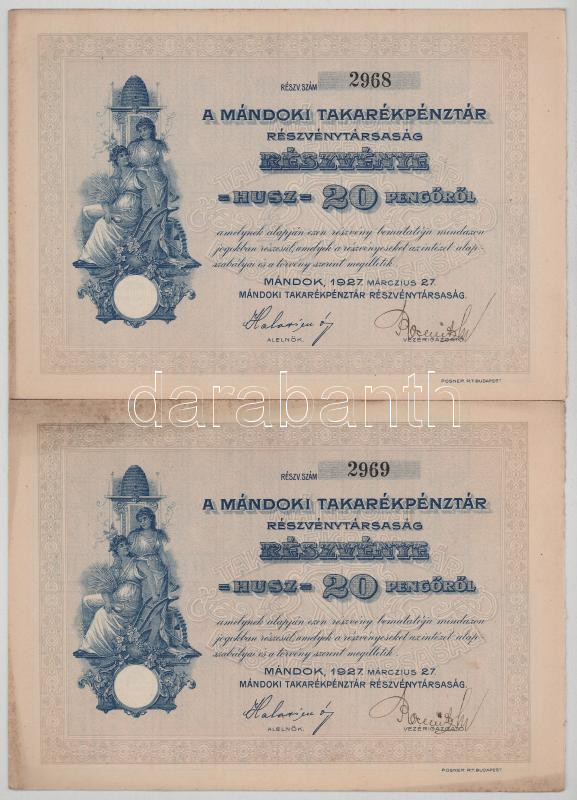 RÉSZV. SZÁM 2968
A MÁNDOKI TAKARÉKPÉNZTÁR
RÉSZVÉNYTÁRSASÁG
RÉSZVÉNYE
=HUSZ= 20 PENGŐRŐL
amelynek alapján ezen részvény bemutatója mindazon
jogokban részesül, amelyek a részvényeseket az intézet alap-
szabályai és a törvény szerint megilletik.
MÁNDOK, 1927. MÁRCZIUS 27.
MÁNDOKI TAKARÉKPÉNZTÁR RÉSZVÉNYTÁRSASÁG.
ALELNÖK. VEZÉRIGAZGATÓ.
POSNER R.T. BUDAPEST
darabanth
RÉSZV. SZÁM 2969
A MÁNDOKI TAKARÉKPÉNZTÁR
RÉSZVÉNYTÁRSASÁG
RÉSZVÉNYE
=HUSZ= 20 PENGŐRŐL
amelynek alapján ezen részvény bemutatója mindazon
jogokban részesül, amelyek a részvényeseket az intézet alap-
szabályai és a törvény szerint megilletik.
MÁNDOK, 1927. MÁRCZIUS 27.
MÁNDOKI TAKARÉKPÉNZTÁR RÉSZVÉNYTÁRSASÁG.
ALELNÖK. VEZÉRIGAZGATÓ.
POSNER R.T. BUDAPEST